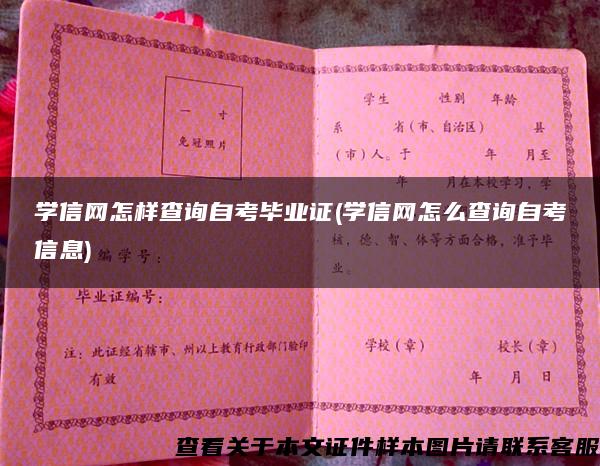 一 寸
免冠照片
学生 性别 年龄
系 省(市、自治区) 县
(市)人。于 年 月至
年 月在本校学习,学
学信网怎样查询自考毕业证(学信网怎么查询自考
信息)
核,德、智、体等方面合格,准予毕
业。
编学号:
毕业证编号:
注:此证经省辖市、州以上教育行政部门验印
有效
学校(章) 校长(章)
年 月 日
查看关于本文证件样本图片请联系客服